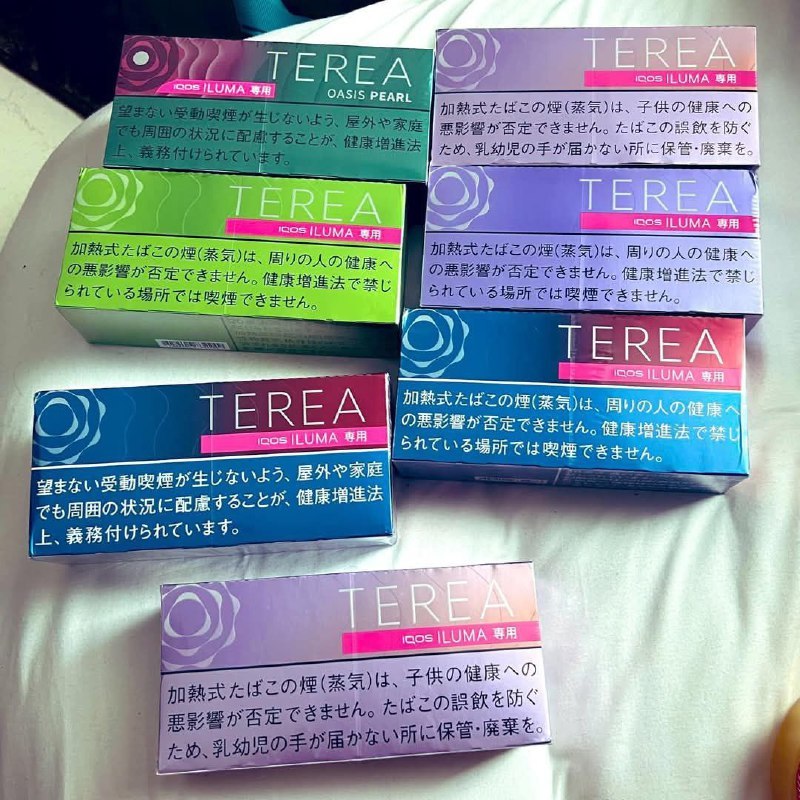 TEREA
IQOS ILUMA 専用
OASIS PEARL
望まない受動喫煙が生じないよう、屋外や家庭
でも周囲の状況に配慮することが、健康増進法
上、義務付けられています。
TEREA
IQOS ILUMA 専用
加熱式たばこの煙(蒸気)は、子供の健康への
悪影響が否定できません。たばこの誤飲を防ぐ
ため、乳幼児の手が届かない所に保管・廃棄を。
TEREA
IQOS ILUMA 専用
加熱式たばこの煙(蒸気)は、周りの人の健康へ
の悪影響が否定できません。健康増進法で禁じ
られている場所では喫煙できません。
TEREA
IQOS ILUMA 専用
加熱式たばこの煙(蒸気)は、周りの人の健康へ
の悪影響が否定できません。健康増進法で禁じ
られている場所では喫煙できません。
TEREA
IQOS ILUMA 専用
加熱式たばこの煙(蒸気)は、周りの人の健康へ
の悪影響が否定できません。健康増進法で禁じ
られている場所では喫煙できません。
TEREA
IQOS ILUMA 専用
望まない受動喫煙が生じないよう、屋外や家庭
でも周囲の状況に配慮することが、健康増進法
上、義務付けられています。
TEREA
IQOS ILUMA 専用
加熱式たばこの煙(蒸気)は、子供の健康への
悪影響が否定できません。たばこの誤飲を防ぐ
ため、乳幼児の手が届かない所に保管・廃棄を。